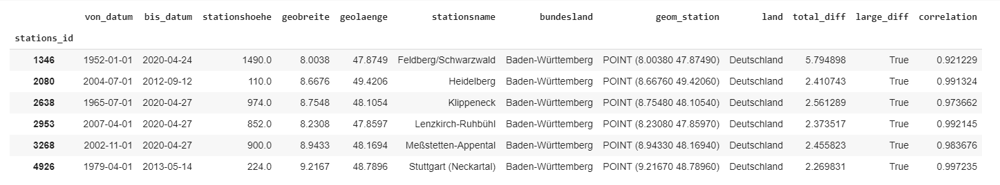 von_datum bis_datum stationshoehe geobreite geolaenge stationsname bundesland geom_station land total_diff large_diff correlation
stations_id
1346 1952-01-01 2020-04-24 1490.0 8.0038 47.8749 Feldberg/Schwarzwald Baden-Württemberg POINT (8.00380 47.87490) Deutschland 5.794898 True 0.921229
2080 2004-07-01 2012-09-12 110.0 8.6676 49.4206 Heidelberg Baden-Württemberg POINT (8.66760 49.42060) Deutschland 2.410743 True 0.991324
2638 1965-07-01 2020-04-27 974.0 8.7548 48.1054 Klippeneck Baden-Württemberg POINT (8.75480 48.10540) Deutschland 2.561289 True 0.973662
2953 2007-04-01 2020-04-27 852.0 8.2308 47.8597 Lenzkirch-Ruhbühl Baden-Württemberg POINT (8.23080 47.85970) Deutschland 2.373517 True 0.992145
3268 2002-11-01 2020-04-27 900.0 8.9433 48.1694 Meßstetten-Appental Baden-Württemberg POINT (8.94330 48.16940) Deutschland 2.455823 True 0.983676
4926 1979-04-01 2013-05-14 224.0 9.2167 48.7896 Stuttgart (Neckartal) Baden-Württemberg POINT (9.21670 48.78960) Deutschland 2.269831 True 0.997235